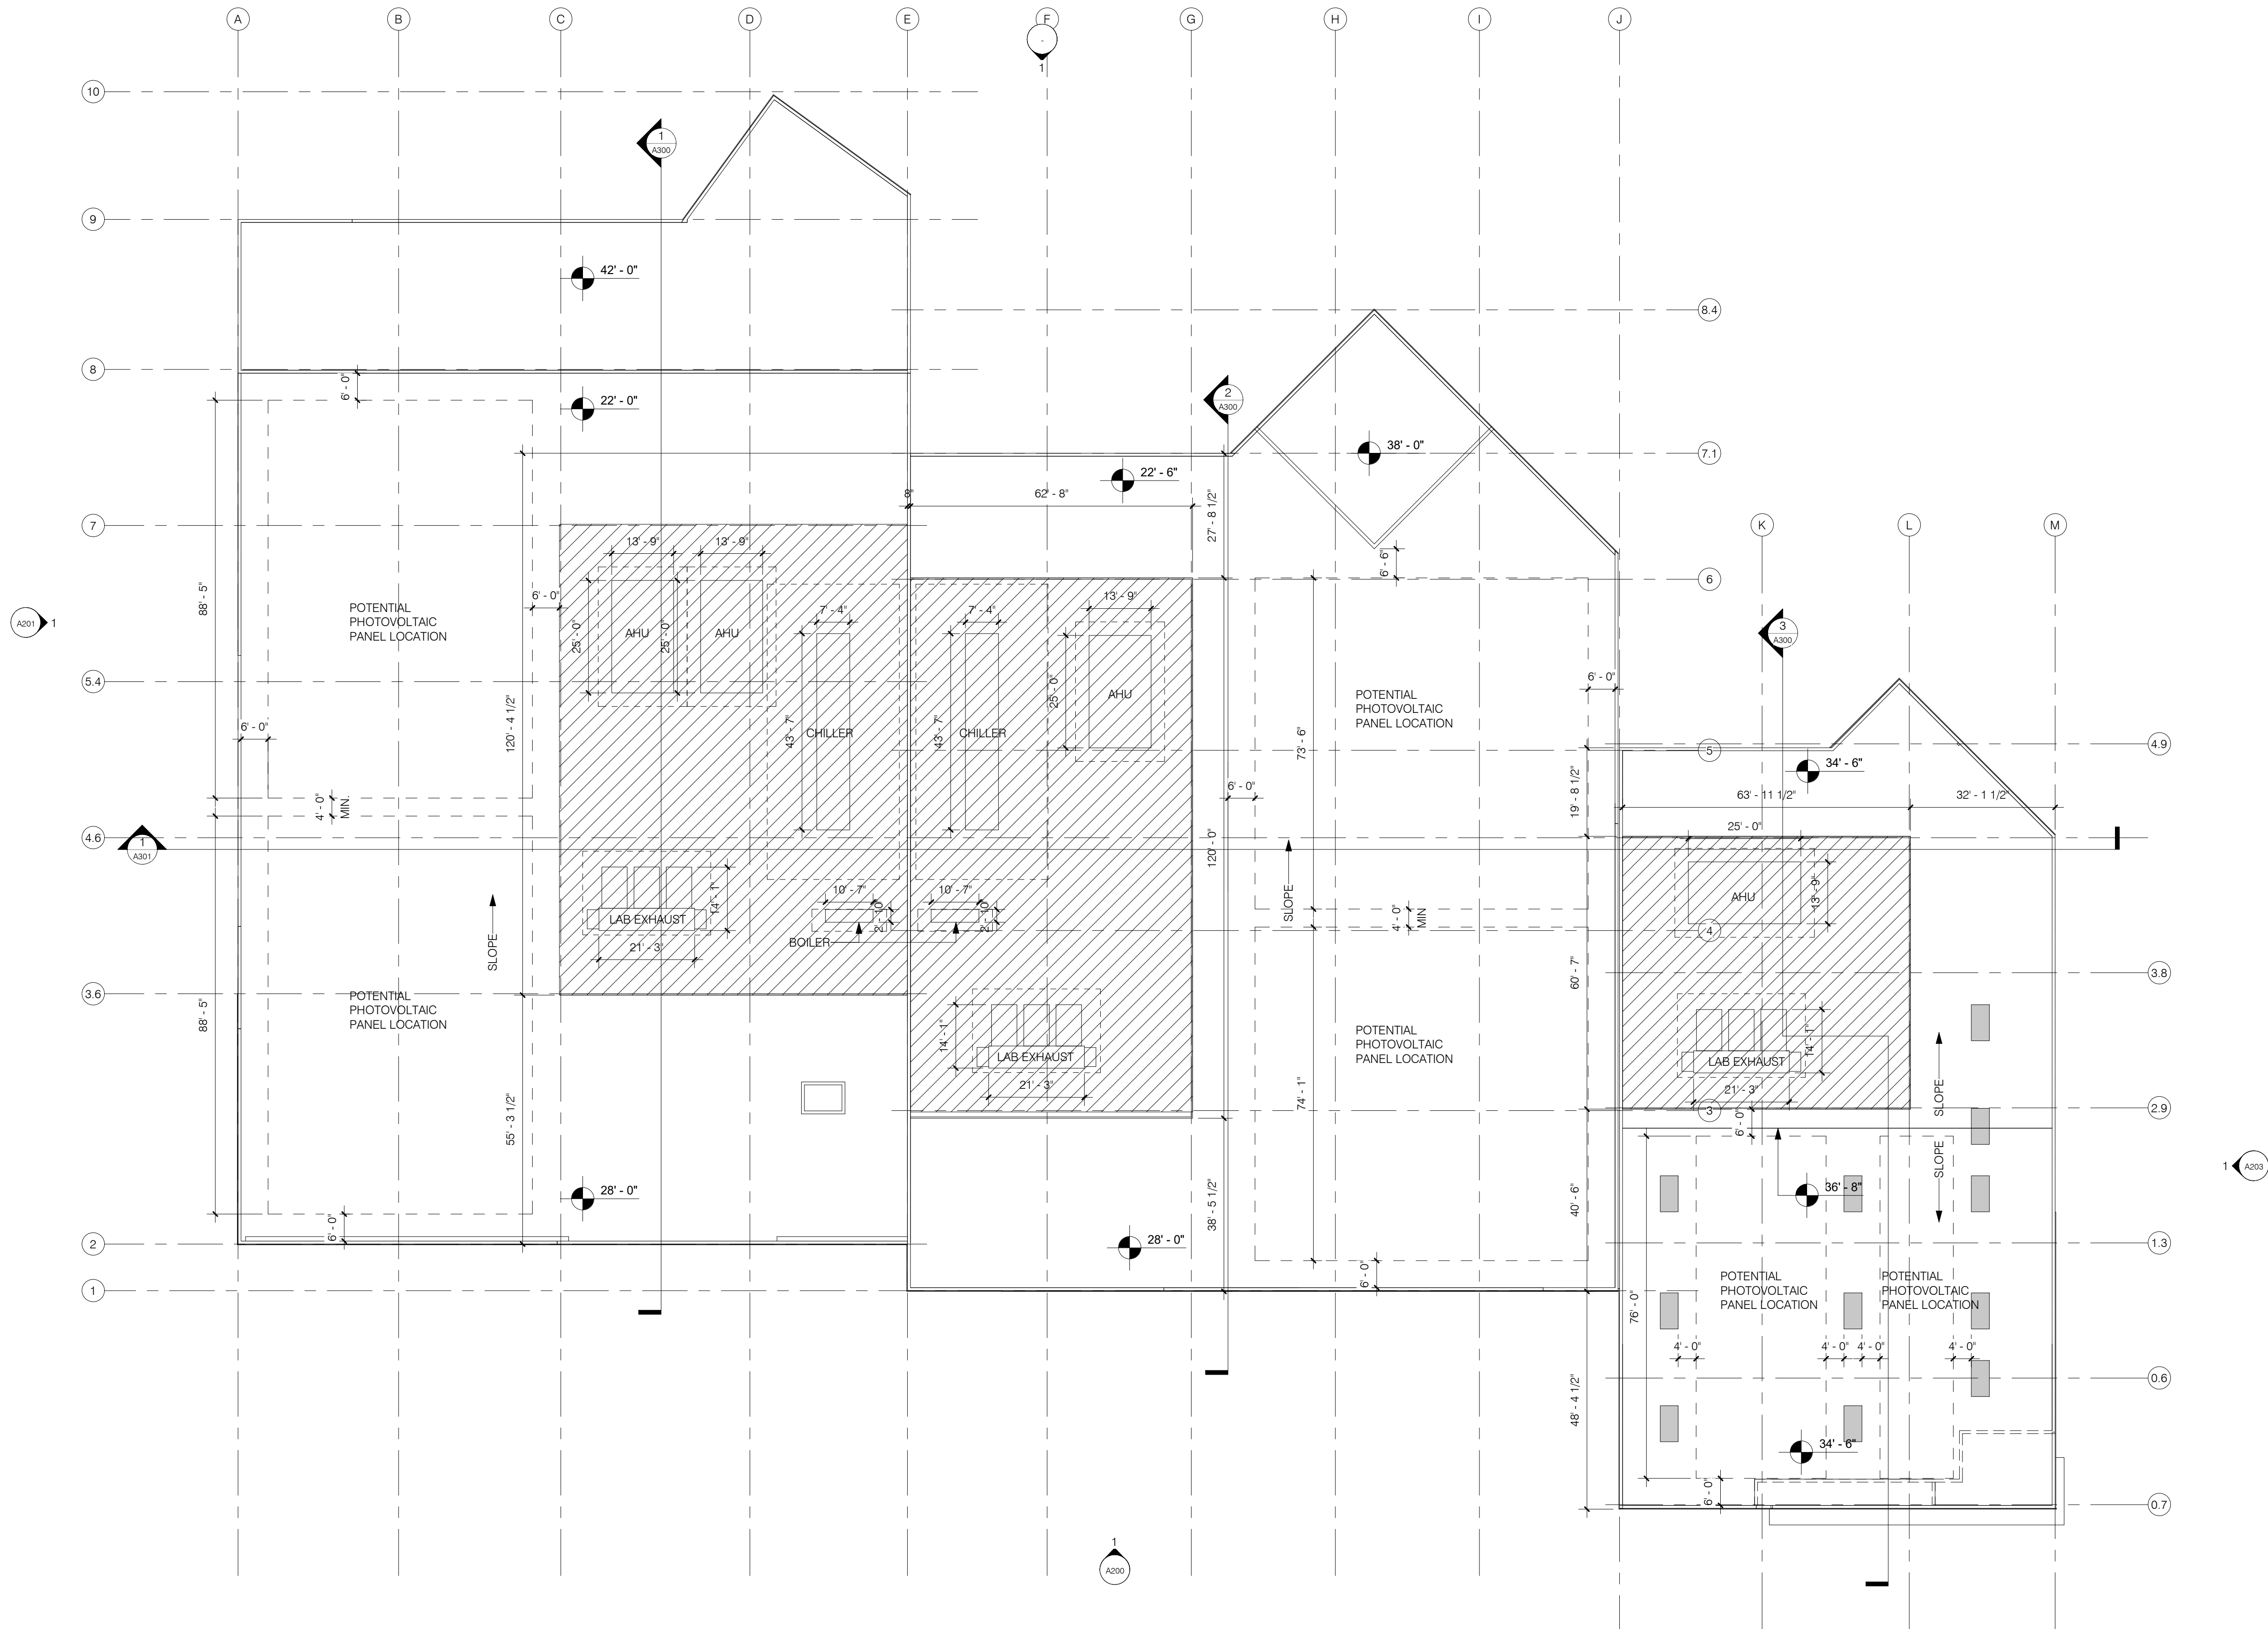 A
B
C
D
E
F
G
H
I
J
-
1
10
1
A300
9
42' - 0"
8.4
8
6' - 0"
22' - 0"
2
A300
38' - 0"
7.1
22' - 6"
8"
62' - 8"
27' - 8 1/2"
7
K
L
M
13' - 9"
13' - 9"
6' - 6"
6
88' - 5"
6' - 0"
POTENTIAL
PHOTOVOLTAIC
PANEL LOCATION
25' - 0"
AHU
25' - 0"
AHU
7' - 4"
7' - 4"
13' - 9"
A201
1
3
A300
5.4
25' - 0"
AHU
6' - 0"
POTENTIAL
PHOTOVOLTAIC
PANEL LOCATION
6' - 0"
120' - 4 1/2"
43' - 7"
CHILLER
43' - 7"
CHILLER
73' - 6"
5
4.9
34' - 6"
4' - 0"
MIN.
6' - 0"
19' - 8 1/2"
63' - 11 1/2"
32' - 1 1/2"
4.6
1
A301
120' - 0"
25' - 0"
14' - 1"
LAB EXHAUST
21' - 3"
10' - 7"
2' - 10"
10' - 7"
2' - 10"
BOILER
SLOPE
SLOPE
4' - 0"
MIN
AHU
13' - 9"
4
3.8
60' - 7"
3.6
88' - 5"
POTENTIAL
PHOTOVOLTAIC
PANEL LOCATION
14' - 1"
LAB EXHAUST
21' - 3"
POTENTIAL
PHOTOVOLTAIC
PANEL LOCATION
14' - 1"
LAB EXHAUST
21' - 3"
74' - 1"
SLOPE
3
2.9
6' - 0"
55' - 3 1/2"
SLOPE
1
A203
28' - 0"
38' - 5 1/2"
40' - 6"
36' - 8"
6' - 0"
2
28' - 0"
1.3
6' - 0"
1
POTENTIAL
PHOTOVOLTAIC
PANEL LOCATION
POTENTIAL
PHOTOVOLTAIC
PANEL LOCATION
76' - 0"
4' - 0"
4' - 0"
4' - 0"
4' - 0"
0.6
48' - 4 1/2"
34' - 6"
6' - 0"
0.7
1
A200